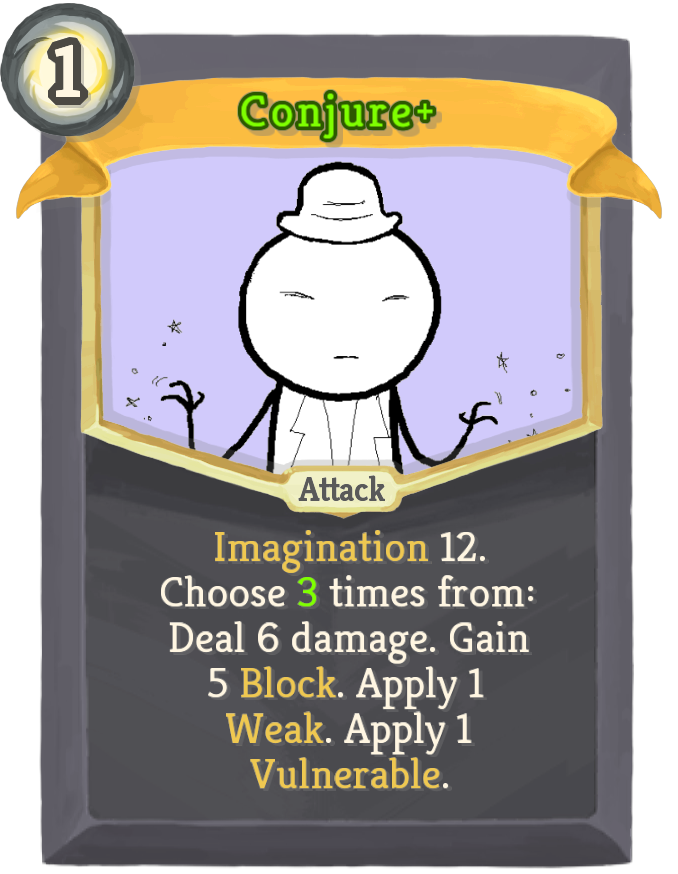 1
Conjure+
Attack
Imagination 12.
Choose 3 times from:
Deal 6 damage. Gain
5 Block. Apply 1
Weak. Apply 1
Vulnerable.